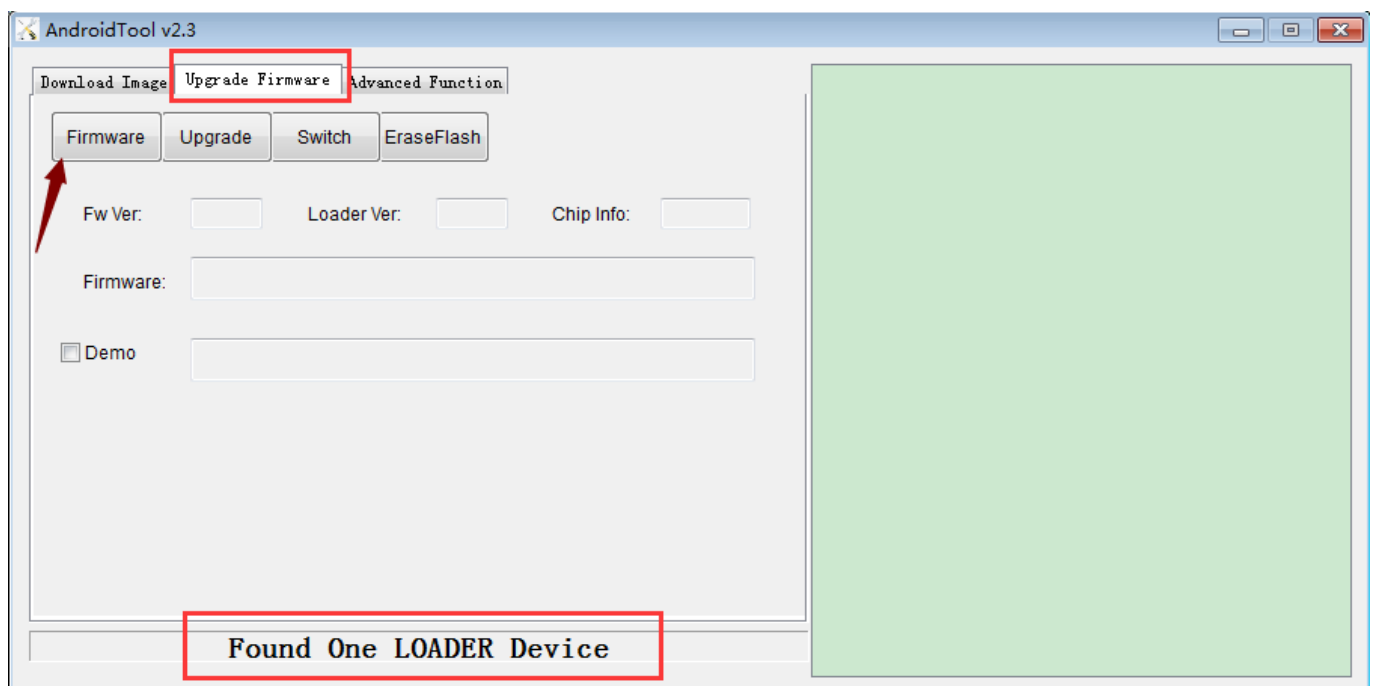 AndroidTool v2.3
Download Image Upgrade Firmware Advanced Function
Firmware Upgrade Switch EraseFlash
Fw Ver: Loader Ver: Chip Info:
Firmware:
Demo
Found One LOADER Device